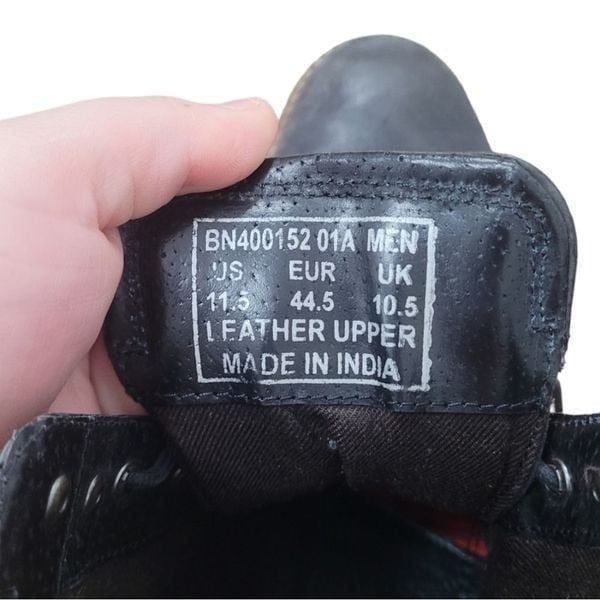 BN400152 01A MEN
US EUR UK
11.5 44.5 10.5
LEATHER UPPER
MADE IN INDIA